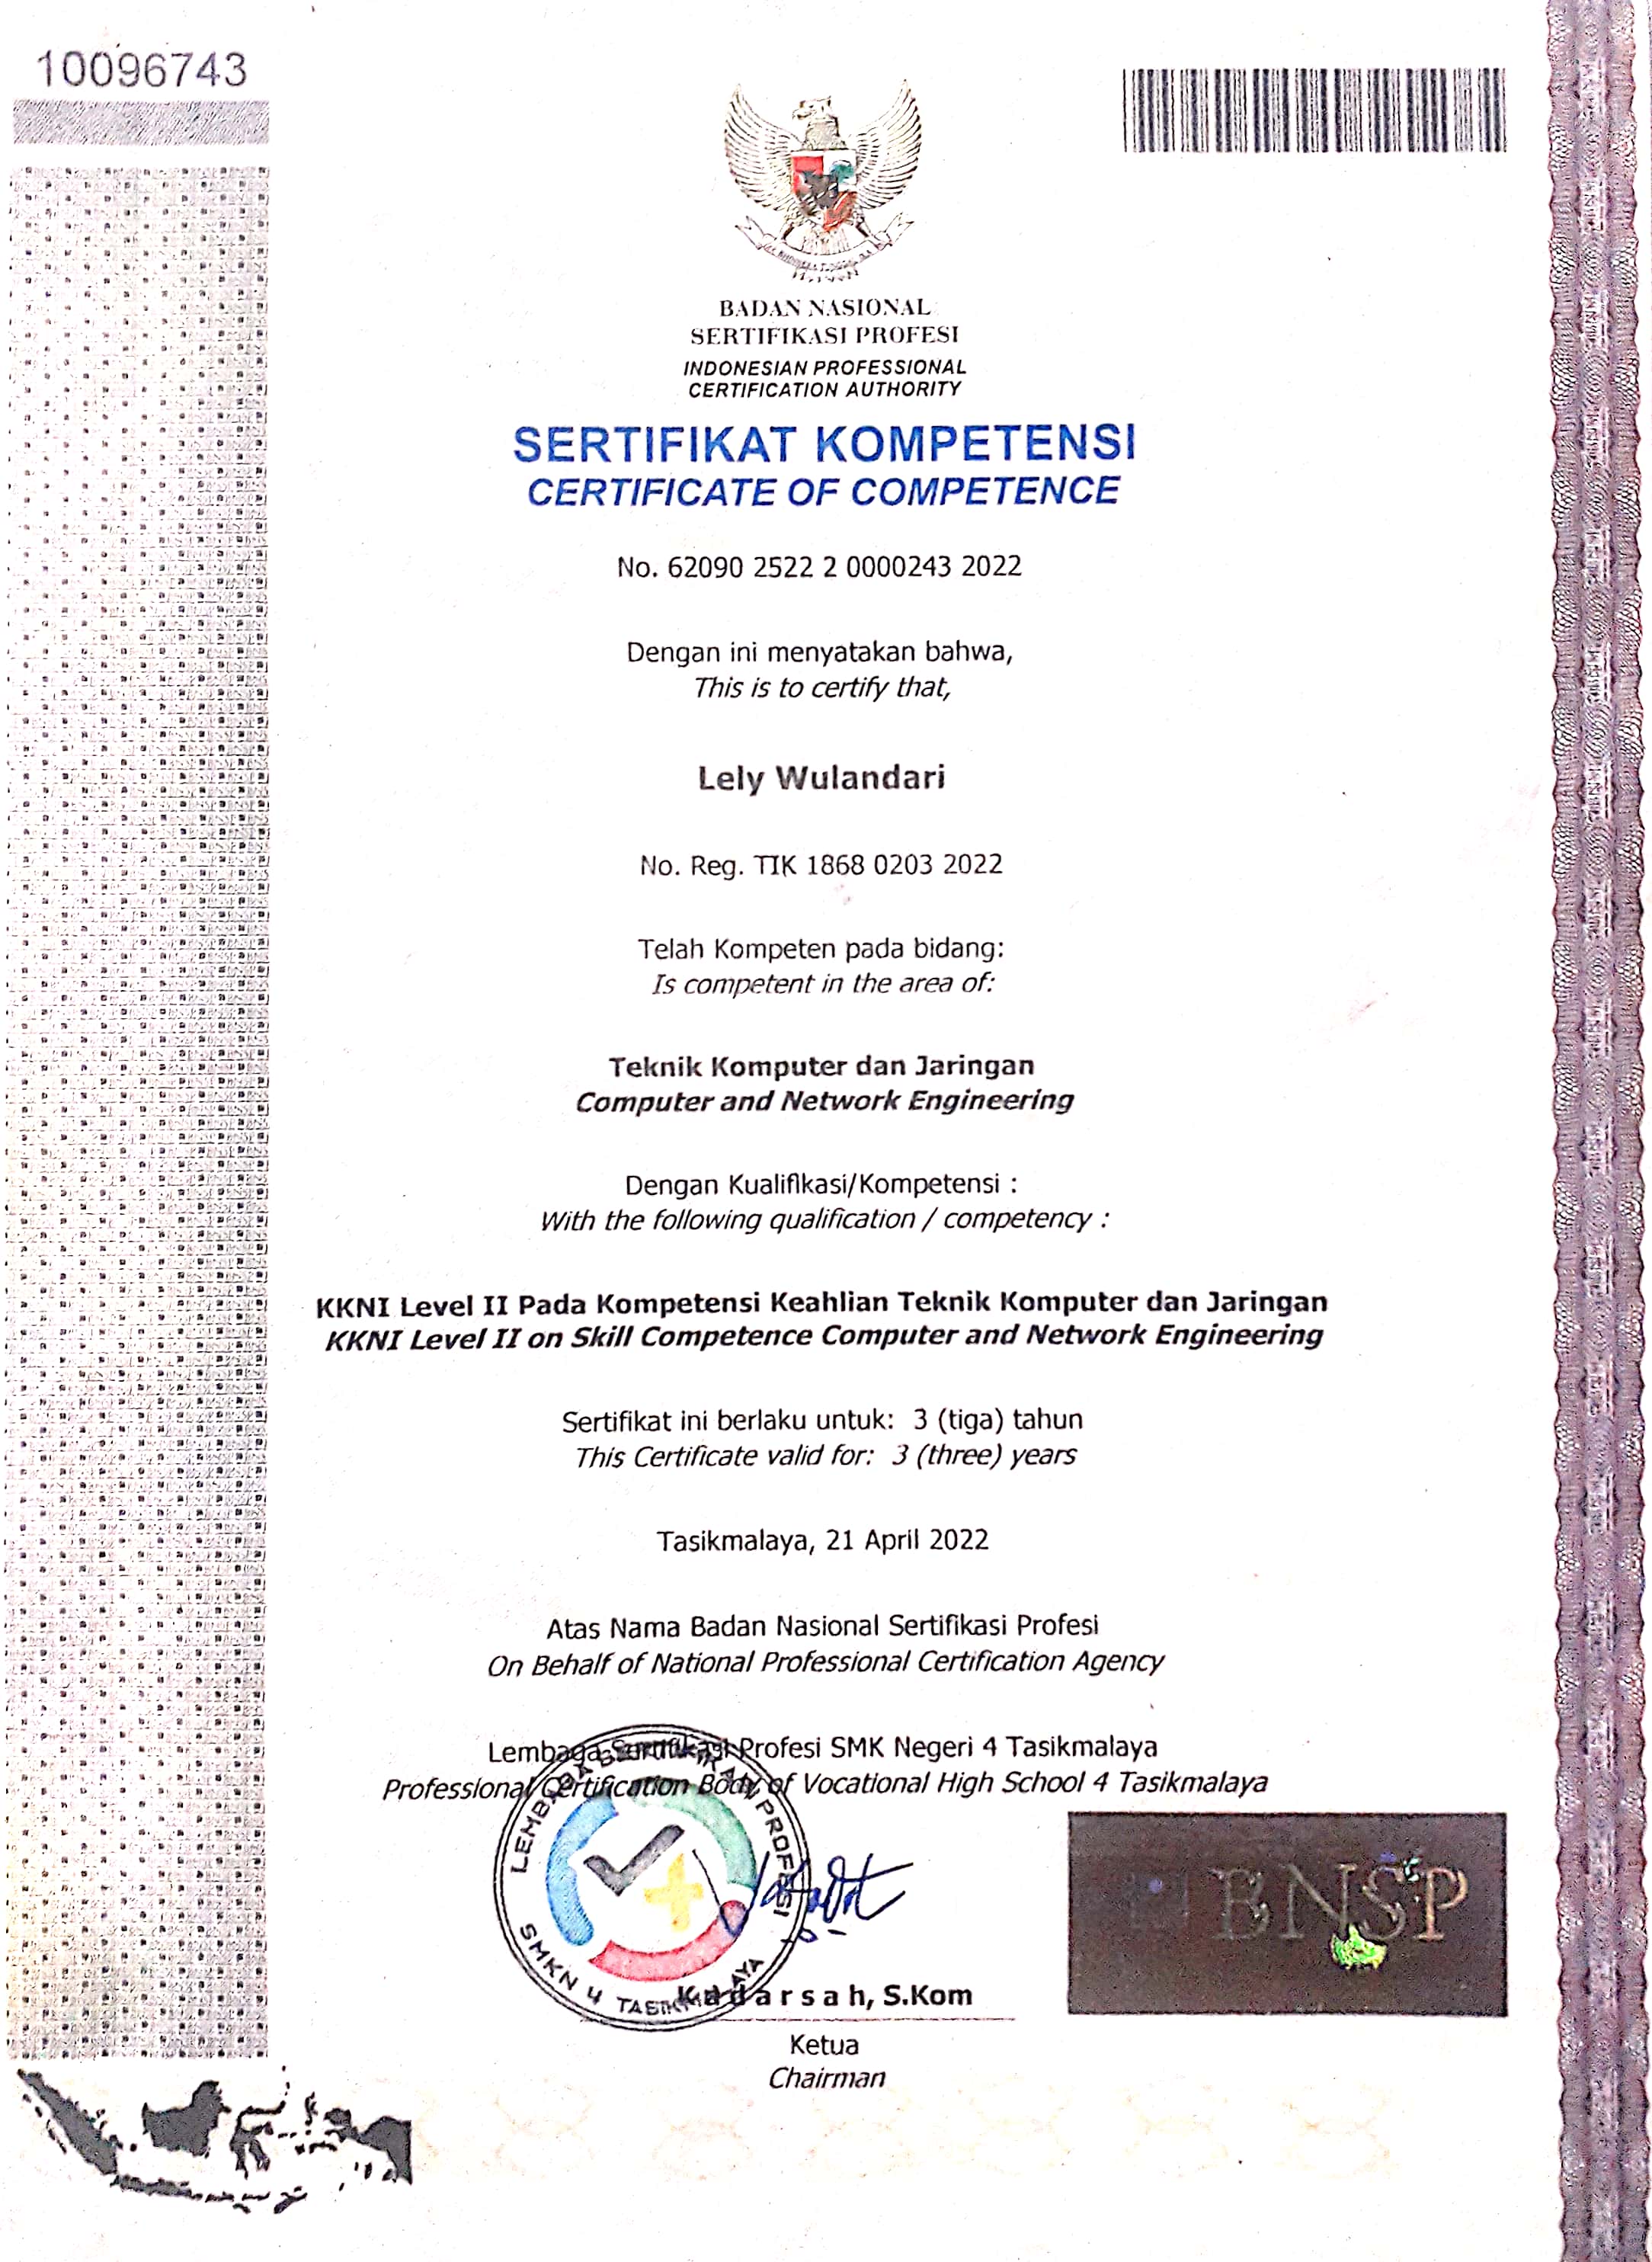 10096743
BADAN NASIONAL
SERTIFIKASI PROFESI
INDONESIAN PROFESSIONAL
CERTIFICATION AUTHORITY
SERTIFIKAT KOMPETENSI
CERTIFICATE OF COMPETENCE
No. 62090 2522 2 0000243 2022
Dengan ini menyatakan bahwa,
This is to certify that,
Lely Wulandari
No. Reg. TIK 1868 0203 2022
Telah Kompeten pada bidang:
Is competent in the area of:
Teknik Komputer dan Jaringan
Computer and Network Engineering
Dengan Kualifikasi/Kompetensi :
With the following qualification / competency :
KKNI Level II Pada Kompetensi Keahlian Teknik Komputer dan Jaringan
KKNI Level II on Skill Competence Computer and Network Engineering
Sertifikat ini berlaku untuk: 3 (tiga) tahun
This Certificate valid for: 3 (three) years
Tasikmalaya, 21 April 2022
Atas Nama Badan Nasional Sertifikasi Profesi
On Behalf of National Professional Certification Agency
Lembaga Sertifikasi Profesi SMK Negeri 4 Tasikmalaya
Professional Certification Body of Vocational High School 4 Tasikmalaya
LEMBAGA SERTIFIKASI PROFESI
SMKN 4 TASIKMALAYA
BNSP
K a d a r s a h, S.Kom
Ketua
Chairman